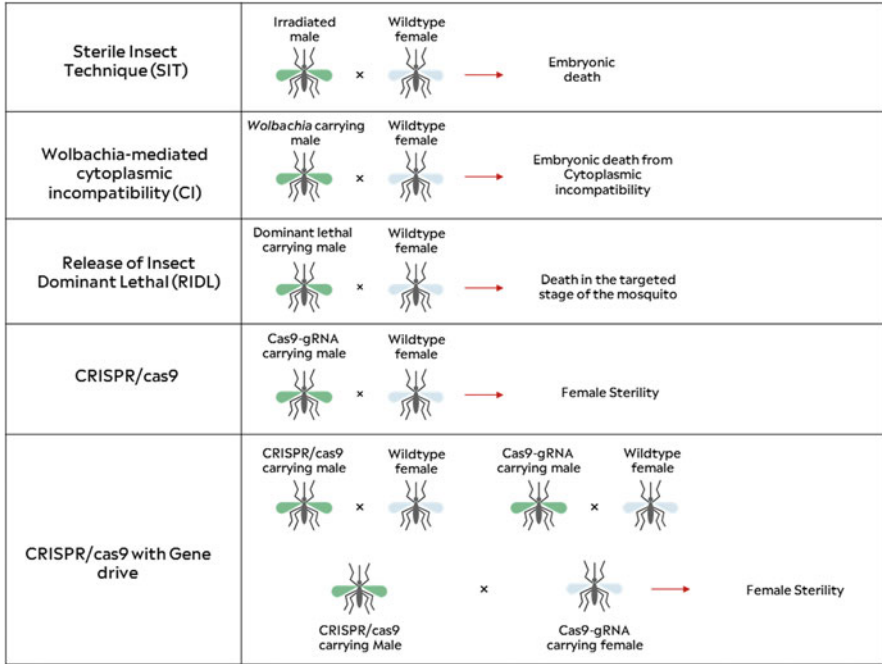 Sterile Insect
Technique (SIT)
Irradiated
male
Wildtype
female
×
Embryonic
death
Wolbachia-mediated
cytoplasmic
incompatibility (CI)
Wolbachia carrying
male
Wildtype
female
×
Embryonic death from
Cytoplasmic
incompatibility
Release of Insect
Dominant Lethal (RIDL)
Dominant lethal
carrying male
Wildtype
female
×
Death in the targeted
stage of the mosquito
CRISPR/cas9
Cas9-gRNA
carrying male
Wildtype
female
×
Female Sterility
CRISPR/cas9 with Gene
drive
CRISPR/cas9
carrying male
Wildtype
female
×
Cas9-gRNA
carrying male
Wildtype
female
×
×
Female Sterility
CRISPR/cas9
carrying Male
Cas9-gRNA
carrying female